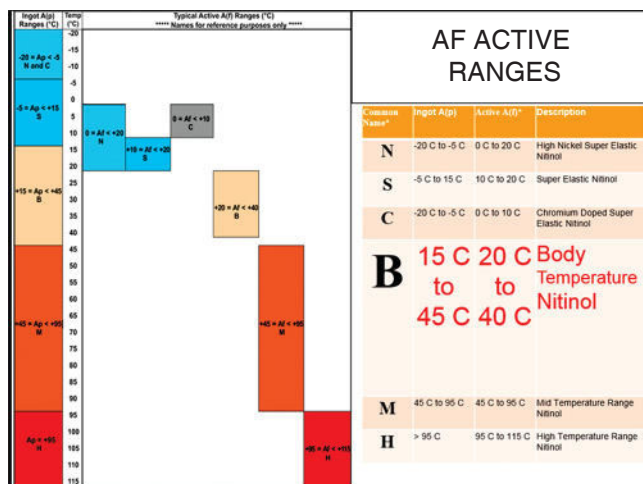 Ingot A(p)
Ranges (°C)
Temp
(°C)
Typical Active A(f) Ranges (°C)
***** Names for reference purposes only *****
-20
-15
-10
-5
0
5
10
15
20
25
30
35
40
45
50
55
60
65
70
75
80
85
90
95
100
105
110
115
-20 = Ap < -5
N and C
-5 = Ap < +15
S
+15 = Ap < +45
B
+45 = Ap < +95
M
Ap < +95
H
0 = Af < +20
N
+10 = Af < +20
S
0 = Af < +10
C
+20 = Af < +40
B
+45 = Af < +95
M
+95 = Af < +115
H
AF ACTIVE
RANGES
Common
Name*
Ingot A(p)
Active A(f)*
Description
N
-20 C to -5 C
0 C to 20 C
High Nickel Super Elastic
Nitinol
S
-5 C to 15 C
10 C to 20 C
Super Elastic Nitinol
C
-20 C to -5 C
0 C to 10 C
Chromium Doped Super
Elastic Nitinol
B
15 C
to
45 C
20 C
to
40 C
Body
Temperature
Nitinol
M
45 C to 95 C
45 C to 95 C
Mid Temperature Range
Nitinol
H
> 95 C
95 C to 115 C
High Temperature Range
Nitinol